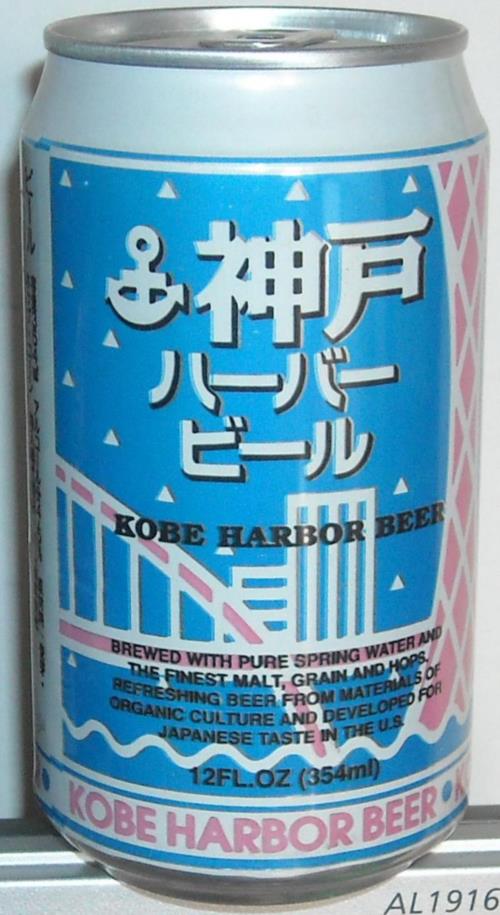 神戸
ハーバー
ビール
KOBE HARBOR BEER
BREWED WITH PURE SPRING WATER AND
THE FINEST MALT, GRAIN AND HOPS.
REFRESHING BEER FROM MATERIALS OF
ORGANIC CULTURE AND DEVELOPED FOR
JAPANESE TASTE IN THE U.S.
12FL.OZ (354ml)
KOBE HARBOR BEER • K
AL1916